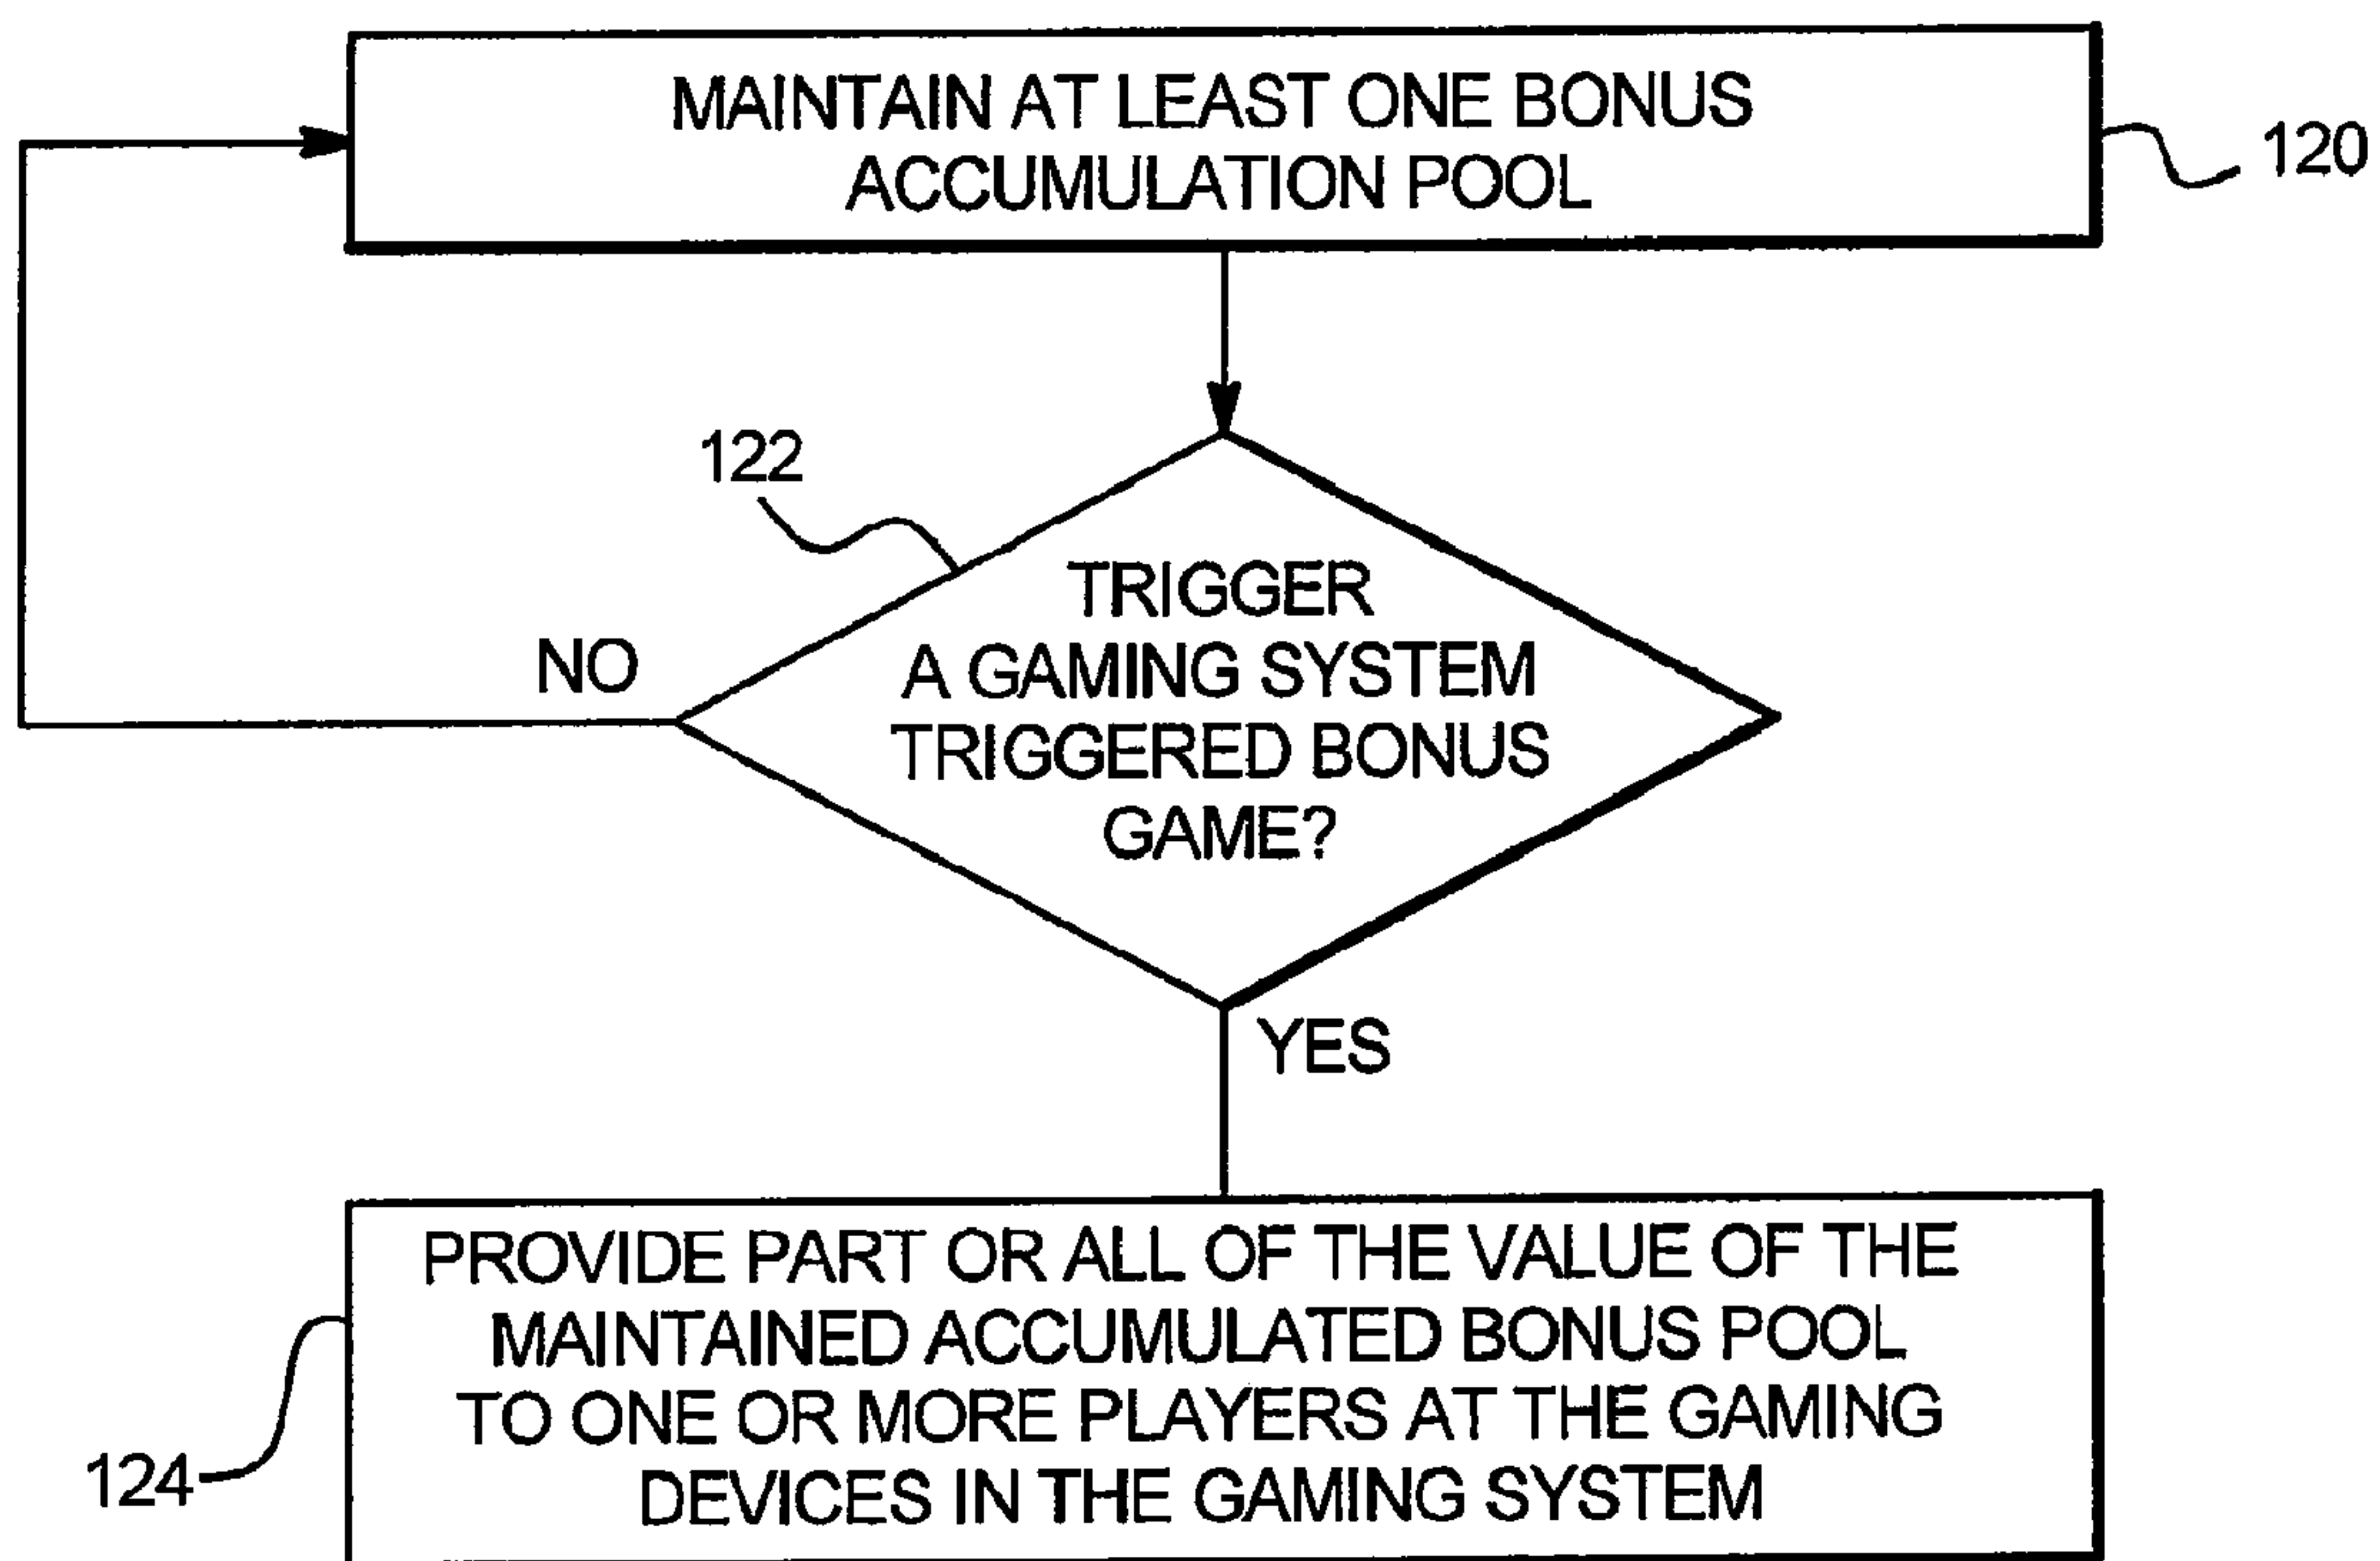 MAINTAIN AT LEAST ONE BONUS
ACCUMULATION POOL
120
122
TRIGGER
A GAMING SYSTEM
TRIGGERED BONUS
GAME?
NO
YES
PROVIDE PART OR ALL OF THE VALUE OF THE
MAINTAINED ACCUMULATED BONUS POOL
TO ONE OR MORE PLAYERS AT THE GAMING
DEVICES IN THE GAMING SYSTEM
124